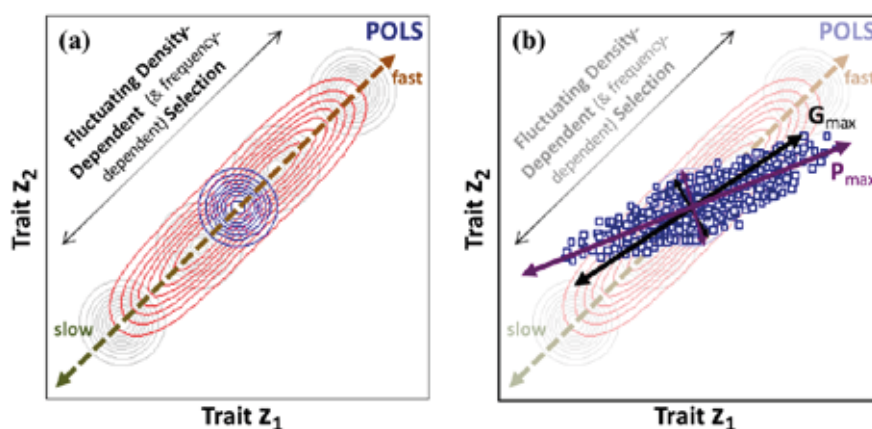 (a)
POLS
Fluctuating Density-
Dependent (& frequency-
dependent) Selection
fast
slow
Trait z₂
Trait z₁
(b)
POLS
Fluctuating Density-
Dependent (& frequency-
dependent) Selection
fast
Gmax
Pmax
slow
Trait z₂
Trait z₁